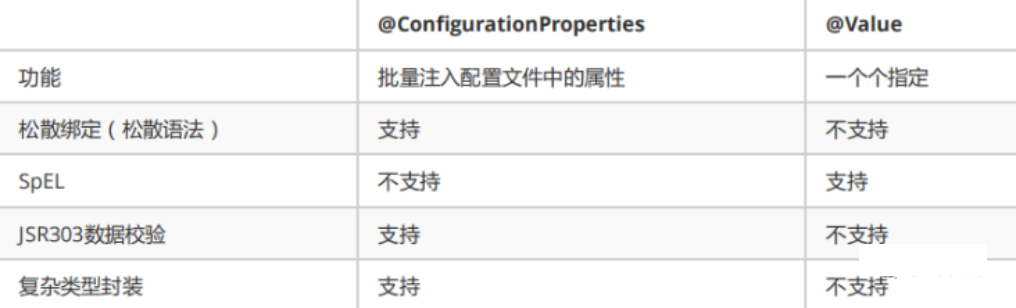 @ConfigurationProperties @Value
功能 批量注入配置文件中的属性 一个个指定
松散绑定（松散语法） 支持 不支持
SpEL 不支持 支持
JSR303数据校验 支持 不支持
复杂类型封装 支持 不支持